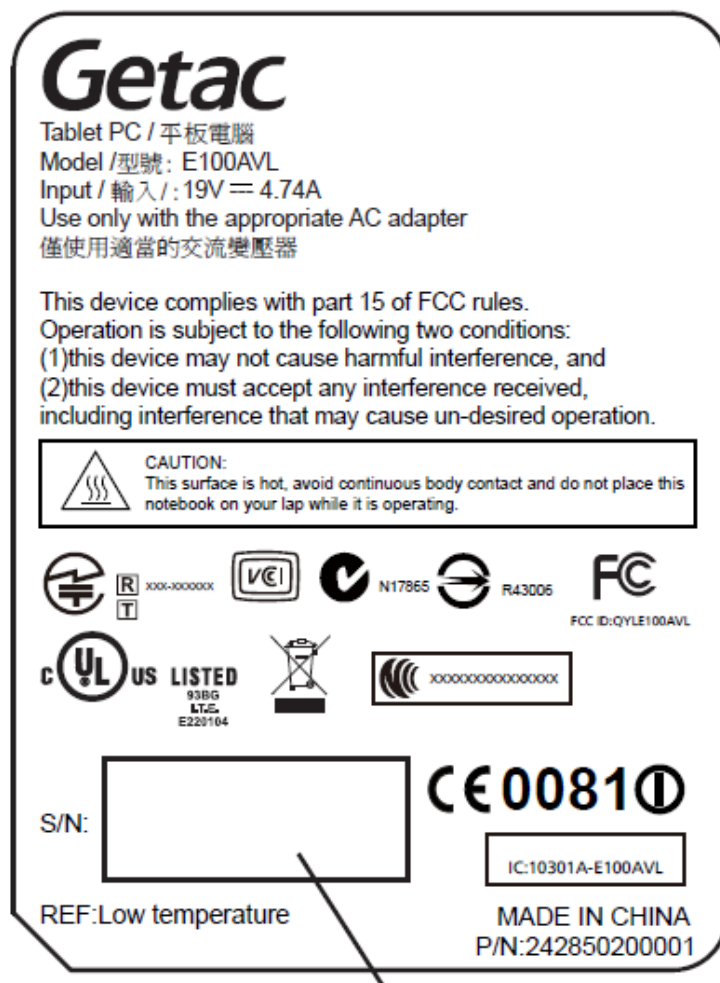 Getac
Tablet PC / 平板電腦
Model /型號: E100AVL
Input / 輸入/:19V ⎓ 4.74A
Use only with the appropriate AC adapter
僅使用適當的交流變壓器
This device complies with part 15 of FCC rules.
Operation is subject to the following two conditions:
(1)this device may not cause harmful interference, and
(2)this device must accept any interference received,
including interference that may cause un-desired operation.
CAUTION:
This surface is hot, avoid continuous body contact and do not place this
notebook on your lap while it is operating.
R xxx-xxxxxx VCI N17865 R43006 FC
T
FCC ID:QYLE100AVL
c UL US LISTED
93BG
I.T.E.
E220104
xxxxxxxxxxxxxxx
CE0081
S/N:
IC:10301A-E100AVL
REF:Low temperature
MADE IN CHINA
P/N:242850200001